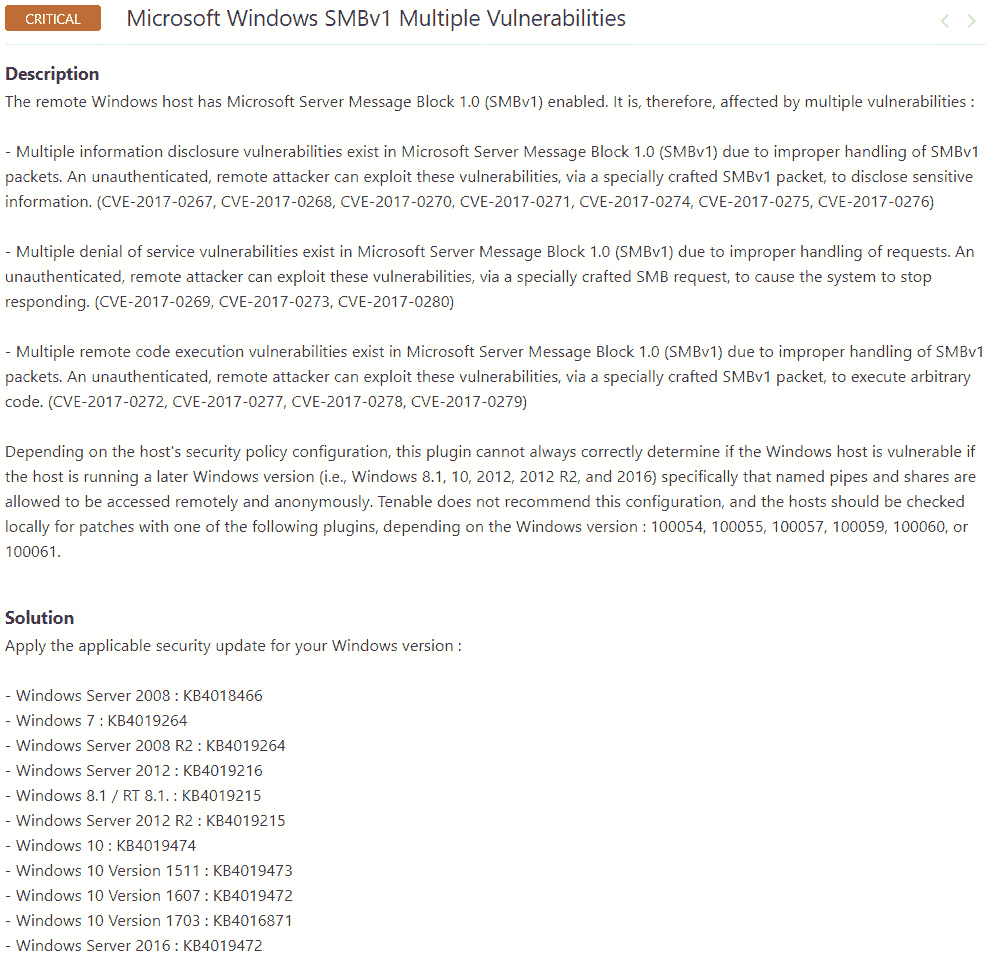 CRITICAL
Microsoft Windows SMBv1 Multiple Vulnerabilities
Description
The remote Windows host has Microsoft Server Message Block 1.0 (SMBv1) enabled. It is, therefore, affected by multiple vulnerabilities :
- Multiple information disclosure vulnerabilities exist in Microsoft Server Message Block 1.0 (SMBv1) due to improper handling of SMBv1
packets. An unauthenticated, remote attacker can exploit these vulnerabilities, via a specially crafted SMBv1 packet, to disclose sensitive
information. (CVE-2017-0267, CVE-2017-0268, CVE-2017-0270, CVE-2017-0271, CVE-2017-0274, CVE-2017-0275, CVE-2017-0276)
- Multiple denial of service vulnerabilities exist in Microsoft Server Message Block 1.0 (SMBv1) due to improper handling of requests. An
unauthenticated, remote attacker can exploit these vulnerabilities, via a specially crafted SMB request, to cause the system to stop
responding. (CVE-2017-0269, CVE-2017-0273, CVE-2017-0280)
- Multiple remote code execution vulnerabilities exist in Microsoft Server Message Block 1.0 (SMBv1) due to improper handling of SMBv1
packets. An unauthenticated, remote attacker can exploit these vulnerabilities, via a specially crafted SMBv1 packet, to execute arbitrary
code. (CVE-2017-0272, CVE-2017-0277, CVE-2017-0278, CVE-2017-0279)
Depending on the host's security policy configuration, this plugin cannot always correctly determine if the Windows host is vulnerable if
the host is running a later Windows version (i.e., Windows 8.1, 10, 2012, 2012 R2, and 2016) specifically that named pipes and shares are
allowed to be accessed remotely and anonymously. Tenable does not recommend this configuration, and the hosts should be checked
locally for patches with one of the following plugins, depending on the Windows version : 100054, 100055, 100057, 100059, 100060, or
100061.
Solution
Apply the applicable security update for your Windows version :
- Windows Server 2008 : KB4018466
- Windows 7 : KB4019264
- Windows Server 2008 R2 : KB4019264
- Windows Server 2012 : KB4019216
- Windows 8.1 / RT 8.1. : KB4019215
- Windows Server 2012 R2 : KB4019215
- Windows 10 : KB4019474
- Windows 10 Version 1511 : KB4019473
- Windows 10 Version 1607 : KB4019472
- Windows 10 Version 1703 : KB4016871
- Windows Server 2016 : KB4019472